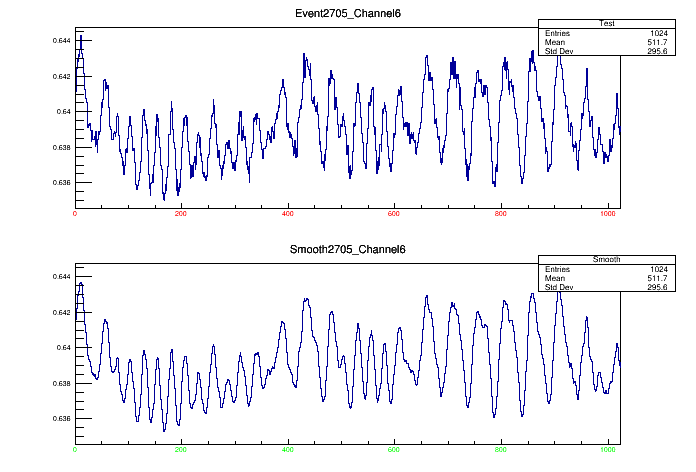 Event2705_Channel6
Test
Entries 1024
Mean 511.7
Std Dev 295.6
0.644
0.642
0.64
0.638
0.636
0 200 400 600 800 1000
Smooth2705_Channel6
Smooth
Entries 1024
Mean 511.7
Std Dev 295.6
0.644
0.642
0.64
0.638
0.636
0 200 400 600 800 1000